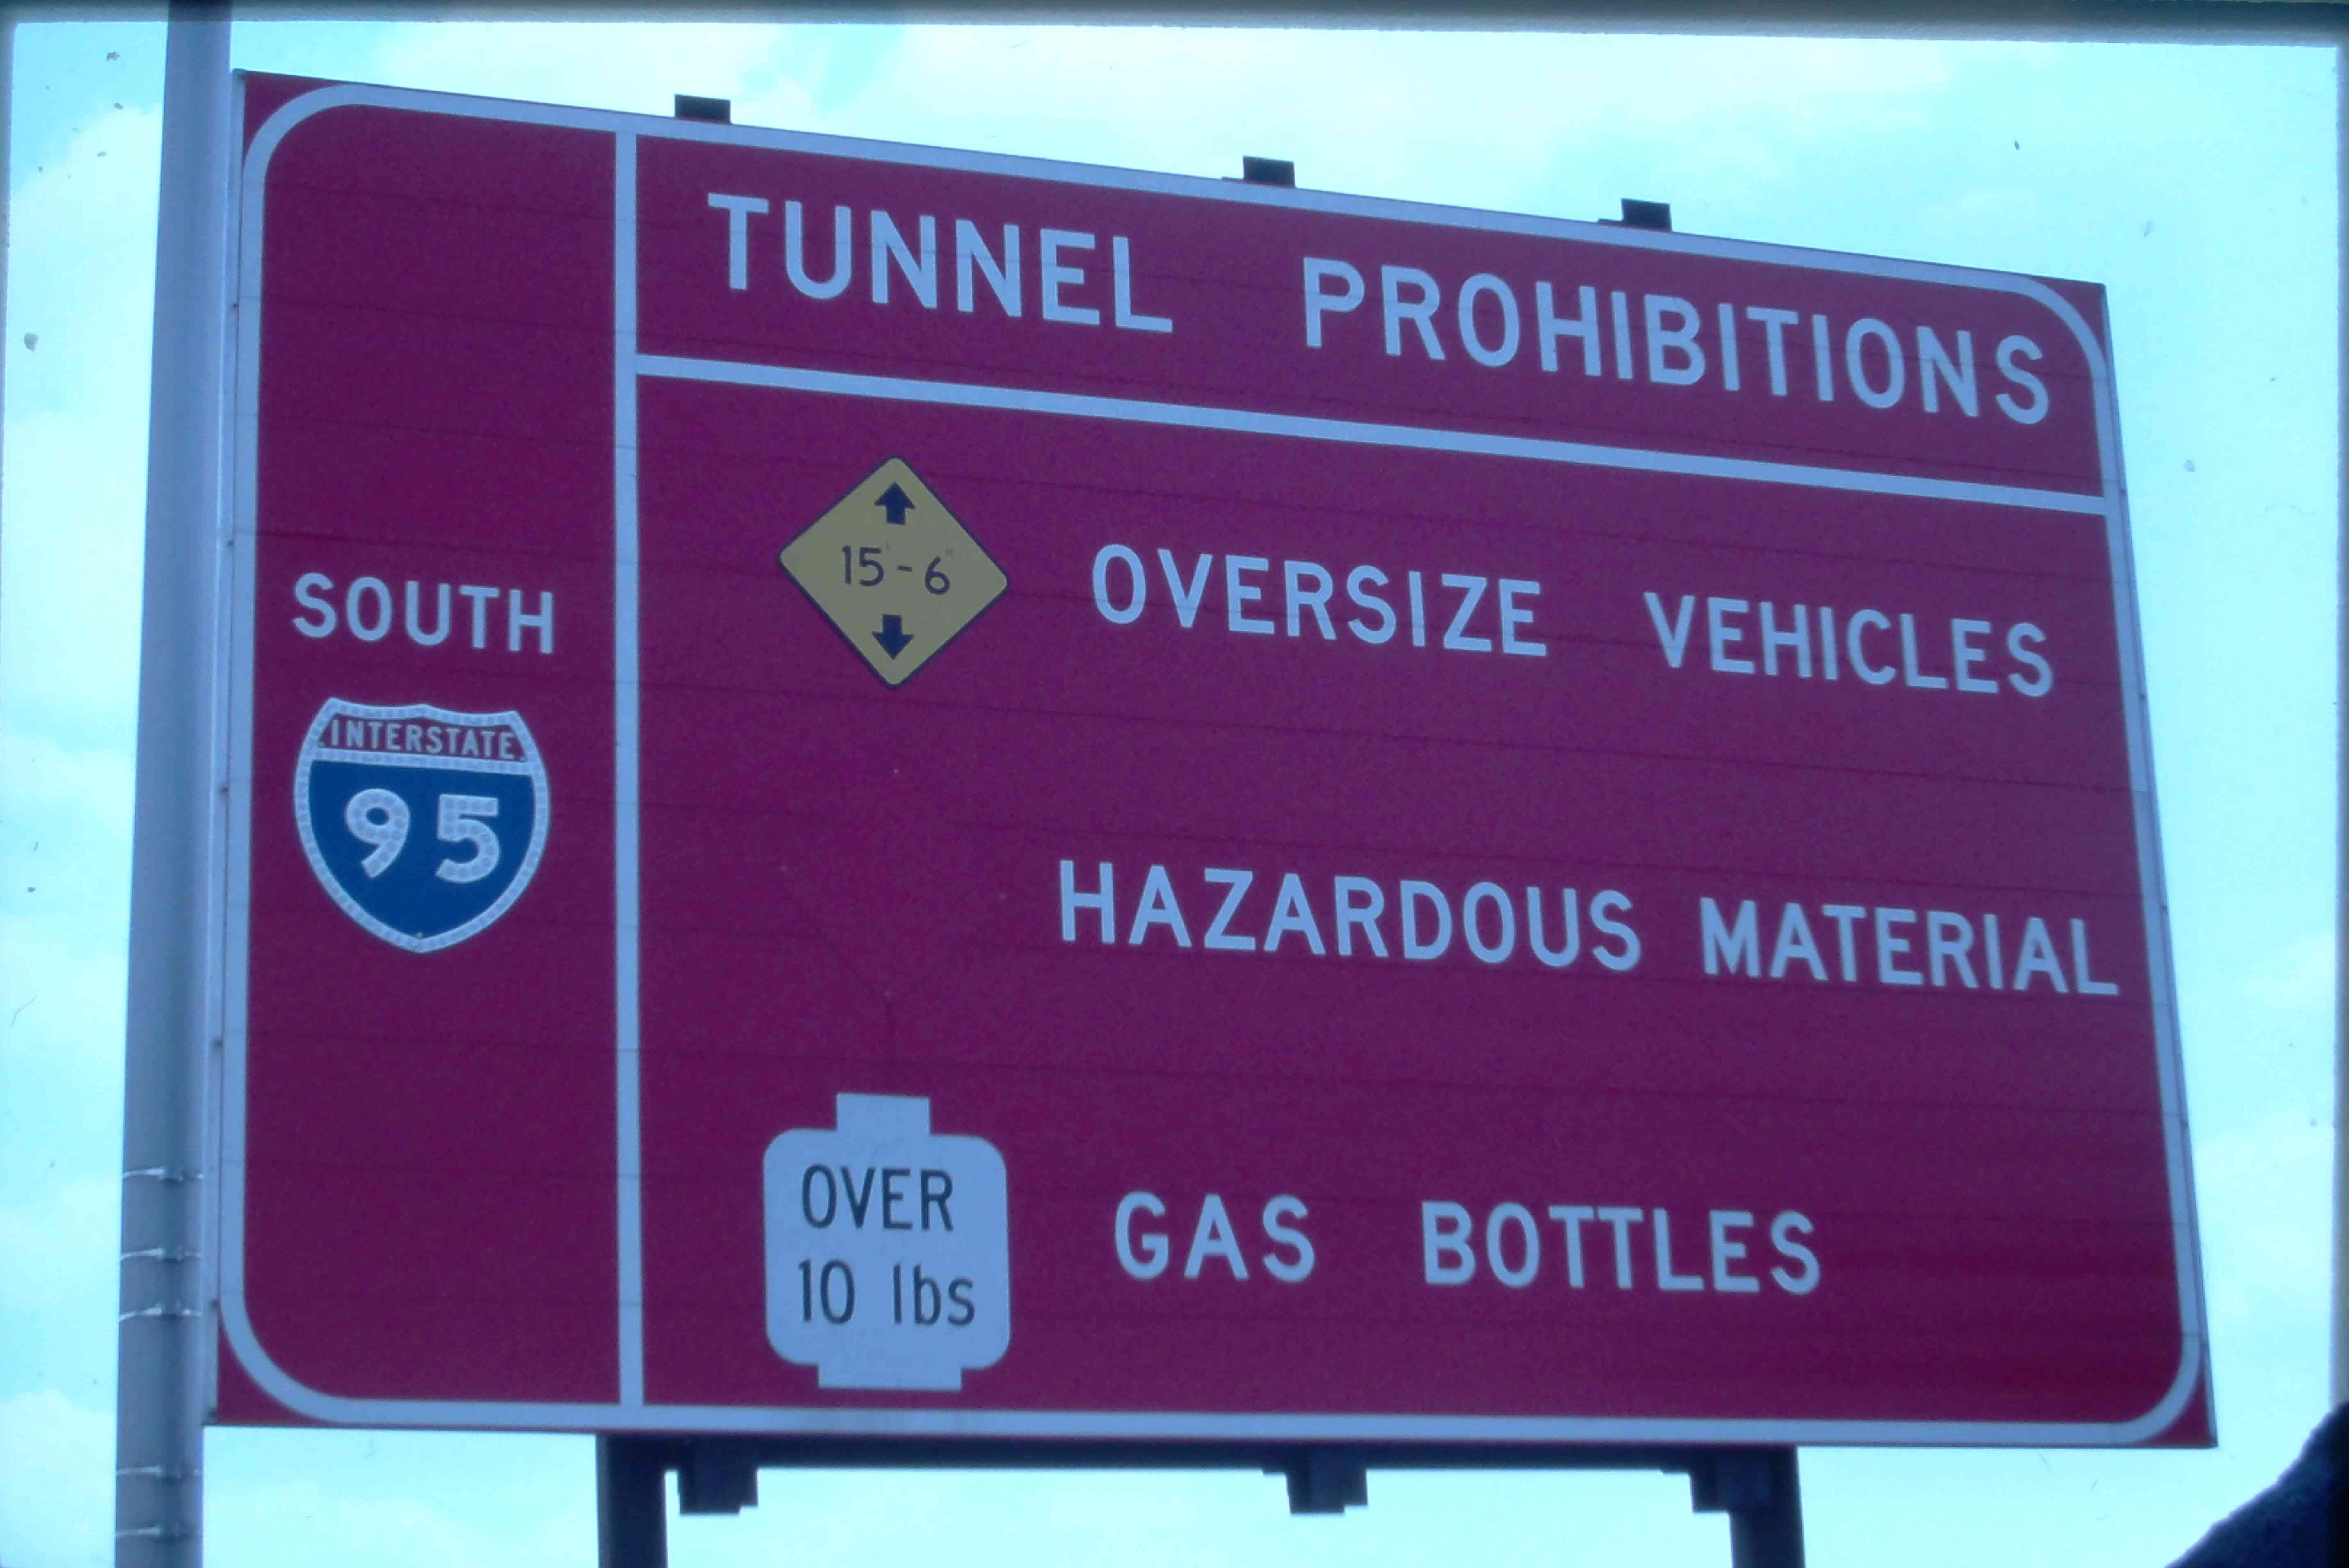 TUNNEL PROHIBITIONS
SOUTH
INTERSTATE
95
15'-6"
OVERSIZE VEHICLES
HAZARDOUS MATERIAL
OVER
10 lbs
GAS BOTTLES